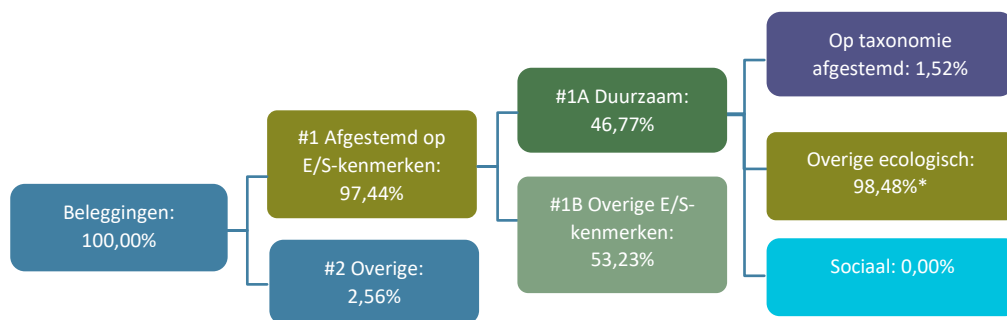 Beleggingen:
100,00%
#1 Afgestemd op
E/S-kenmerken:
97,44%
#2 Overige:
2,56%
#1A Duurzaam:
46,77%
#1B Overige E/S-
kenmerken:
53,23%
Op taxonomie
afgestemd: 1,52%
Overige ecologisch:
98,48%*
Sociaal: 0,00%